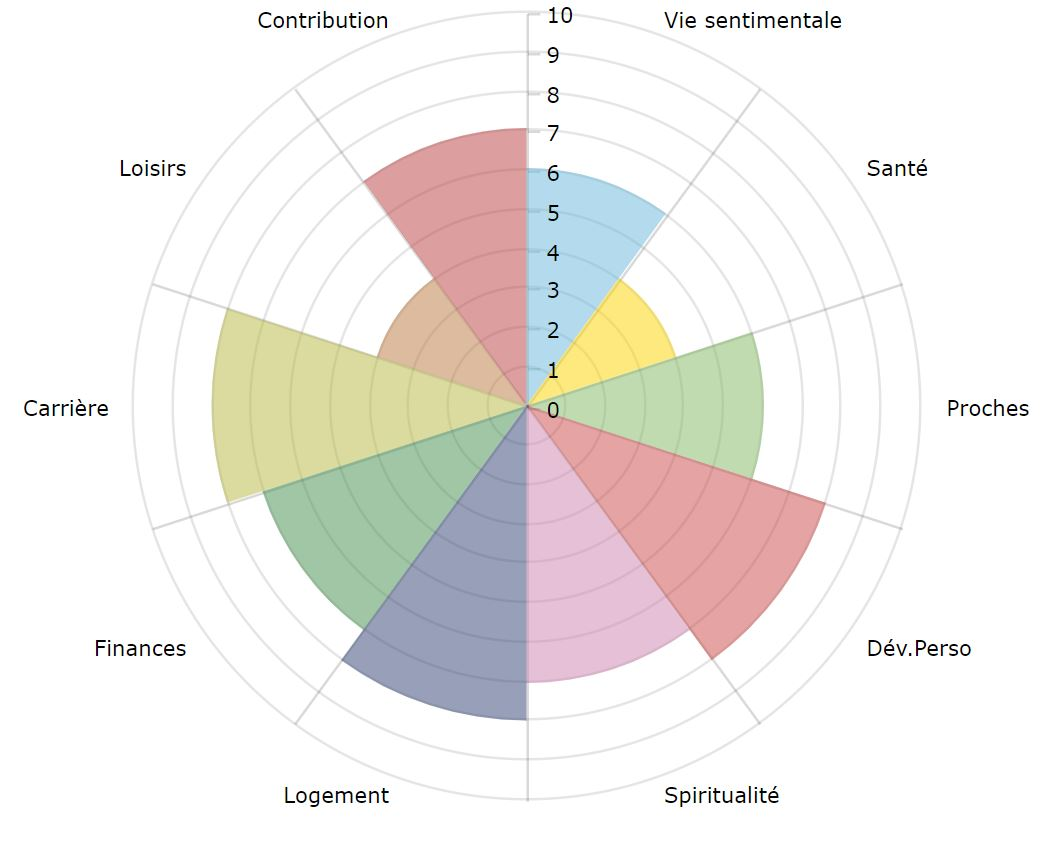 Contribution
10
Vie sentimentale
9
8
7
Loisirs
6
Santé
5
4
3
2
1
Carrière
0
Proches
Finances
Dév.Perso
Logement
Spiritualité